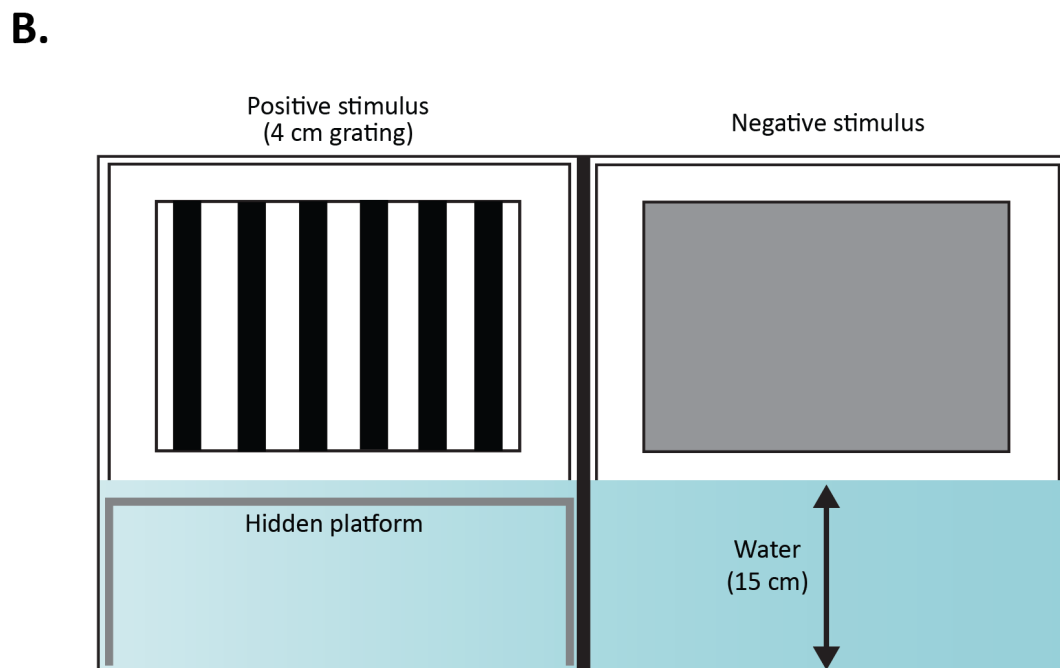 B.
Positive stimulus
(4 cm grating)
Negative stimulus
Hidden platform
Water
(15 cm)